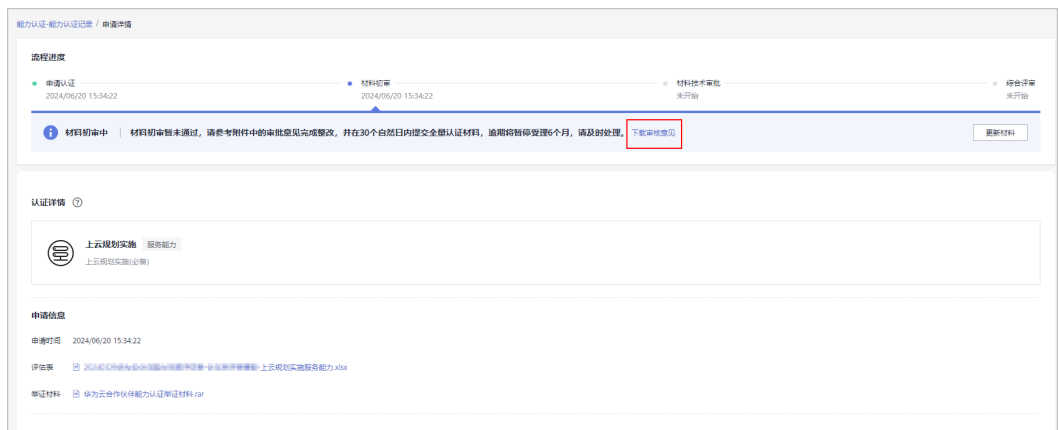 能力认证-能力认证记录 / 申请详情
流程进度
申请认证 材料初审 材料技术审批 综合评审
2024/06/20 15:34:22 2024/06/20 15:34:22 未开始 未开始
材料初审中 | 材料初审暂未通过，请参考附件中的审批意见完成整改，并在30个自然日内提交全量认证材料，逾期将暂停受理6个月，请及时处理。 下载审核意见 更新材料
认证详情
上云规划实施 服务能力
上云规划实施(必备)
申请信息
申请时间 2024/06/20 15:34:22
评估表 上云规划实施服务能力.xlsx
举证材料 华为云合作伙伴能力认证举证材料.rar